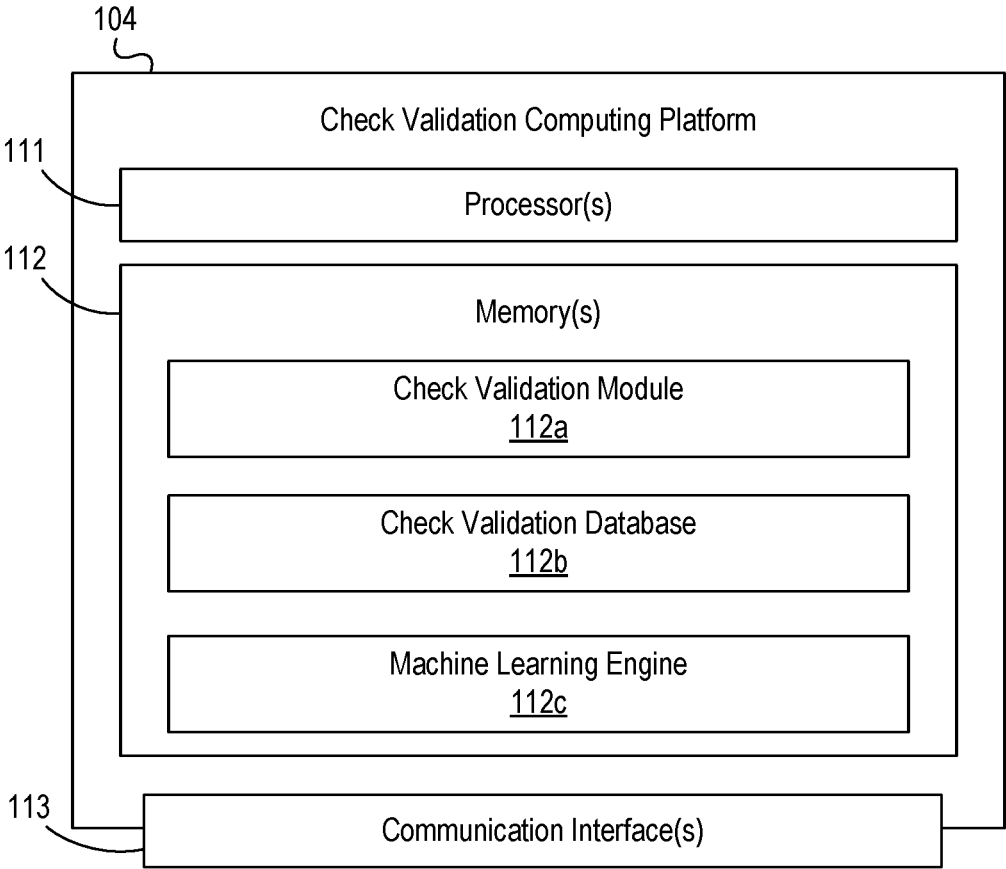 104
Check Validation Computing Platform
111
Processor(s)
112
Memory(s)
Check Validation Module
112a
Check Validation Database
112b
Machine Learning Engine
112c
113
Communication Interface(s)